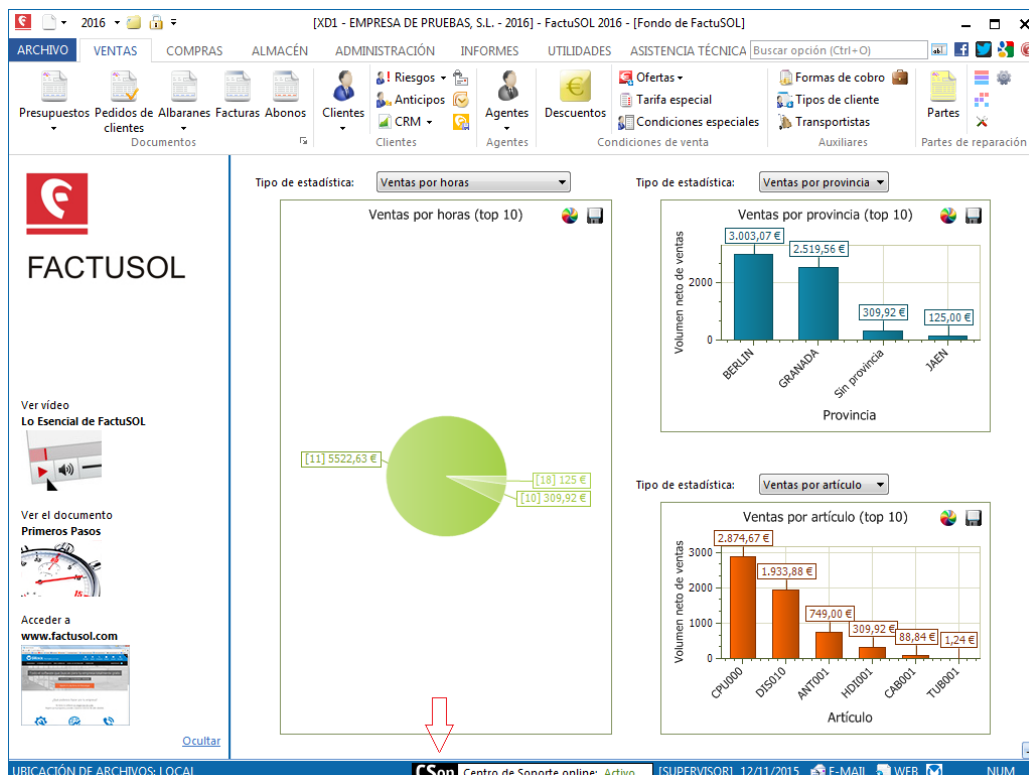 2016
[XD1 - EMPRESA DE PRUEBAS, S.L. - 2016] - FactuSOL 2016 - [Fondo de FactuSOL]
ARCHIVO VENTAS COMPRAS ALMACÉN ADMINISTRACIÓN INFORMES UTILIDADES ASISTENCIA TÉCNICA Buscar opción (Ctrl+O)
Presupuestos Pedidos de clientes Albaranes Facturas Abonos
Documentos
Clientes Riesgos
Anticipos
CRM
Clientes
Agentes
Agentes
Descuentos Ofertas
Tarifa especial
Condiciones especiales
Condiciones de venta
Formas de cobro
Tipos de cliente
Transportistas
Auxiliares
Partes
Partes de reparación
FACTUSOL
Ver vídeo
Lo Esencial de FactuSOL
Ver el documento
Primeros Pasos
Acceder a
www.factusol.com
Ocultar
Tipo de estadística: Ventas por horas
Ventas por horas (top 10)
[11] 5522,63 €
[18] 125 €
[10] 309,92 €
Tipo de estadística: Ventas por provincia
Ventas por provincia (top 10)
Volumen neto de ventas
2000
0
3.003,07 €
2.519,56 €
309,92 €
125,00 €
BERLIN
GRANADA
Sin provincia
JAEN
Provincia
Tipo de estadística: Ventas por artículo
Ventas por artículo (top 10)
Volumen neto de ventas
3000
2000
1000
0
2.874,67 €
1.933,88 €
749,00 €
309,92 €
88,84 €
1,24 €
CPU000
DIS010
ANT001
HDI001
CAB001
TUB001
Artículo
UBICACIÓN DE ARCHIVOS: LOCAL CSop Centro de Soporte online: Activo [SUPERVISOR] 12/11/2015 E-MAIL WEB NUM